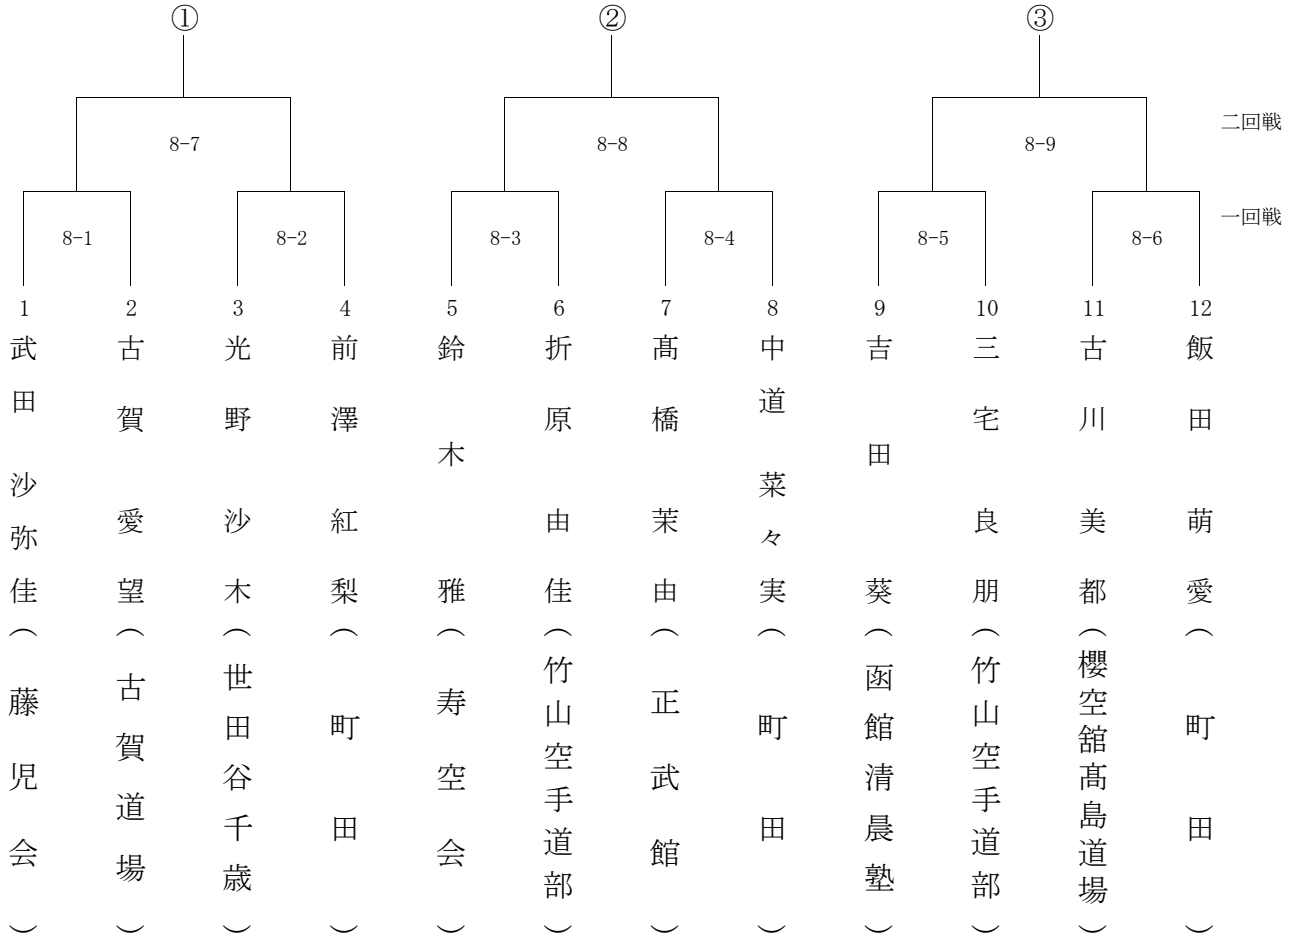 ① ② ③
二回戦
8-7 8-8 8-9
一回戦
8-1 8-2 8-3 8-4 8-5 8-6
1 武田 沙弥佳（藤児会）
2 古賀 愛望（古賀道場）
3 光野 沙木（世田谷千歳）
4 前澤 紅梨（町田）
5 鈴木 雅（寿空会）
6 折原 由佳（竹山空手道部）
7 髙橋 茉由（正武館）
8 中道 菜々実（町田）
9 吉田 葵（函館清晨塾）
10 三宅 良朋（竹山空手道部）
11 古川 美都（櫻空舘髙島道場）
12 飯田 萌愛（町田）